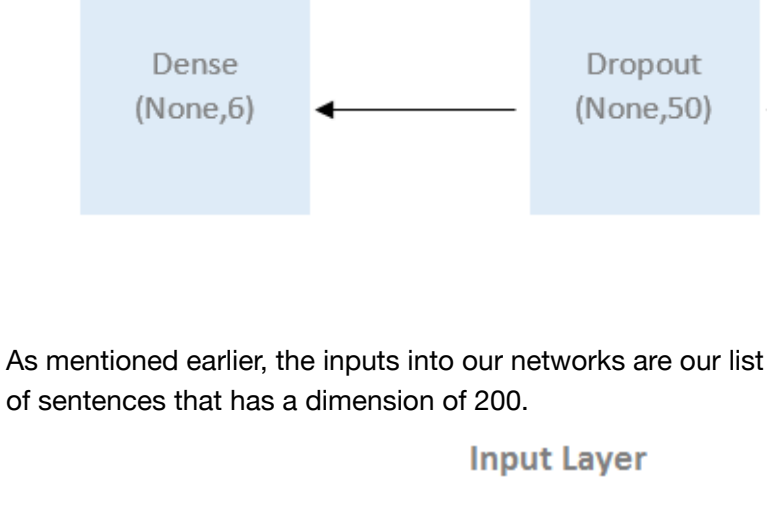 Dense
(None,6)
Dropout
(None,50)
As mentioned earlier, the inputs into our networks are our list
of sentences that has a dimension of 200.
Input Layer